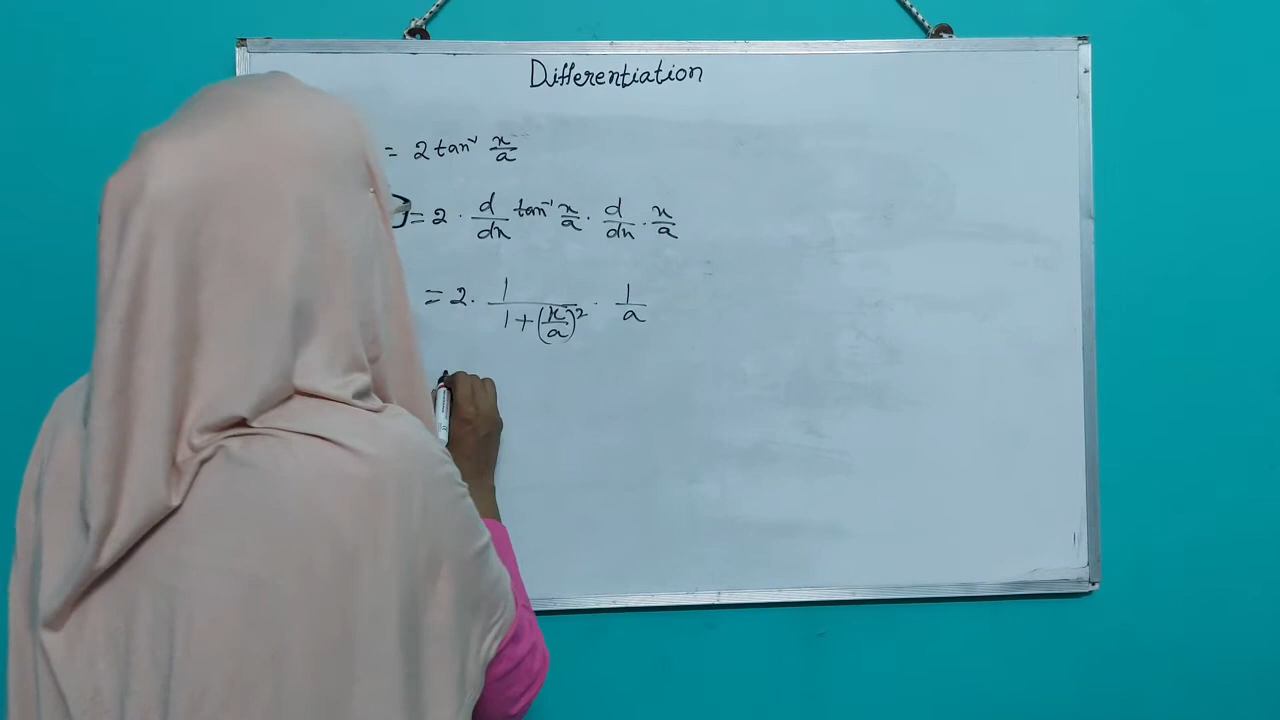 Differentiation
= 2 tan⁻¹ x/a
] = 2 . d/dx tan⁻¹ x/a . d/dx . x/a
= 2 . 1/(1+(x/a)²) . 1/a